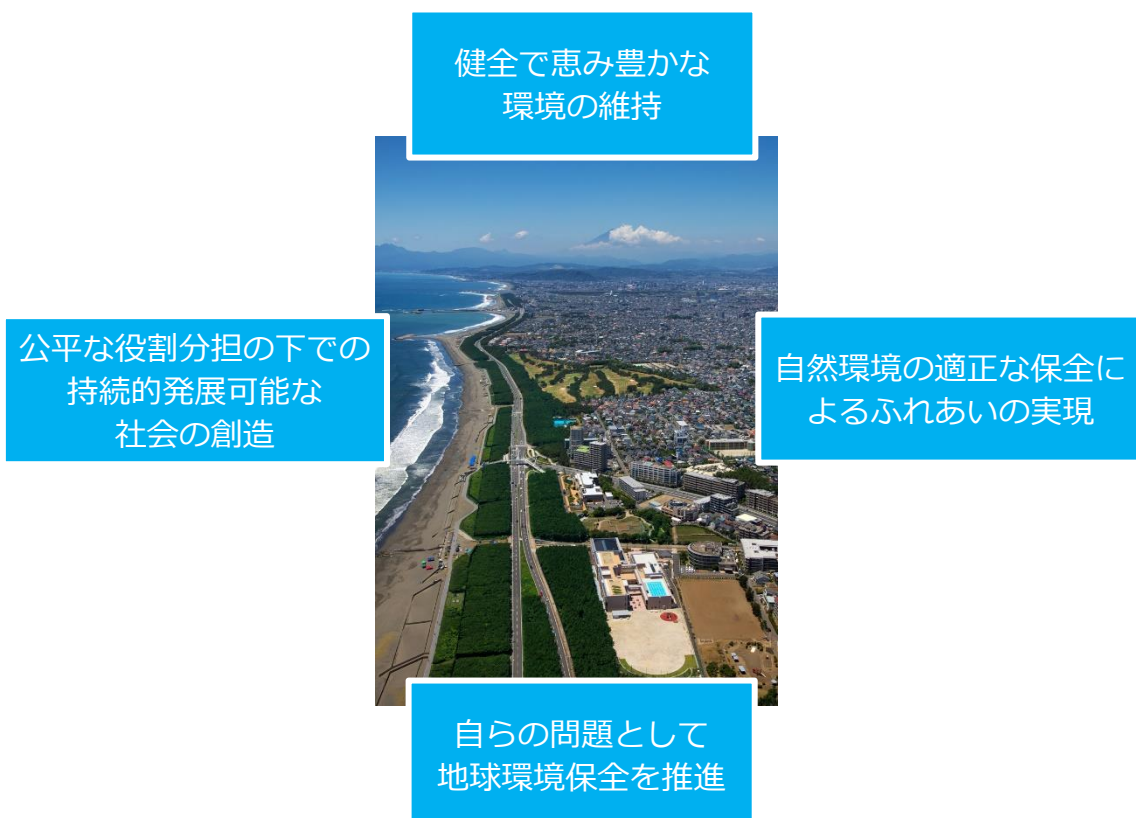 健全で恵み豊かな
環境の維持
公平な役割分担の下での
持続的発展可能な
社会の創造
自然環境の適正な保全に
よるふれあいの実現
自らの問題として
地球環境保全を推進